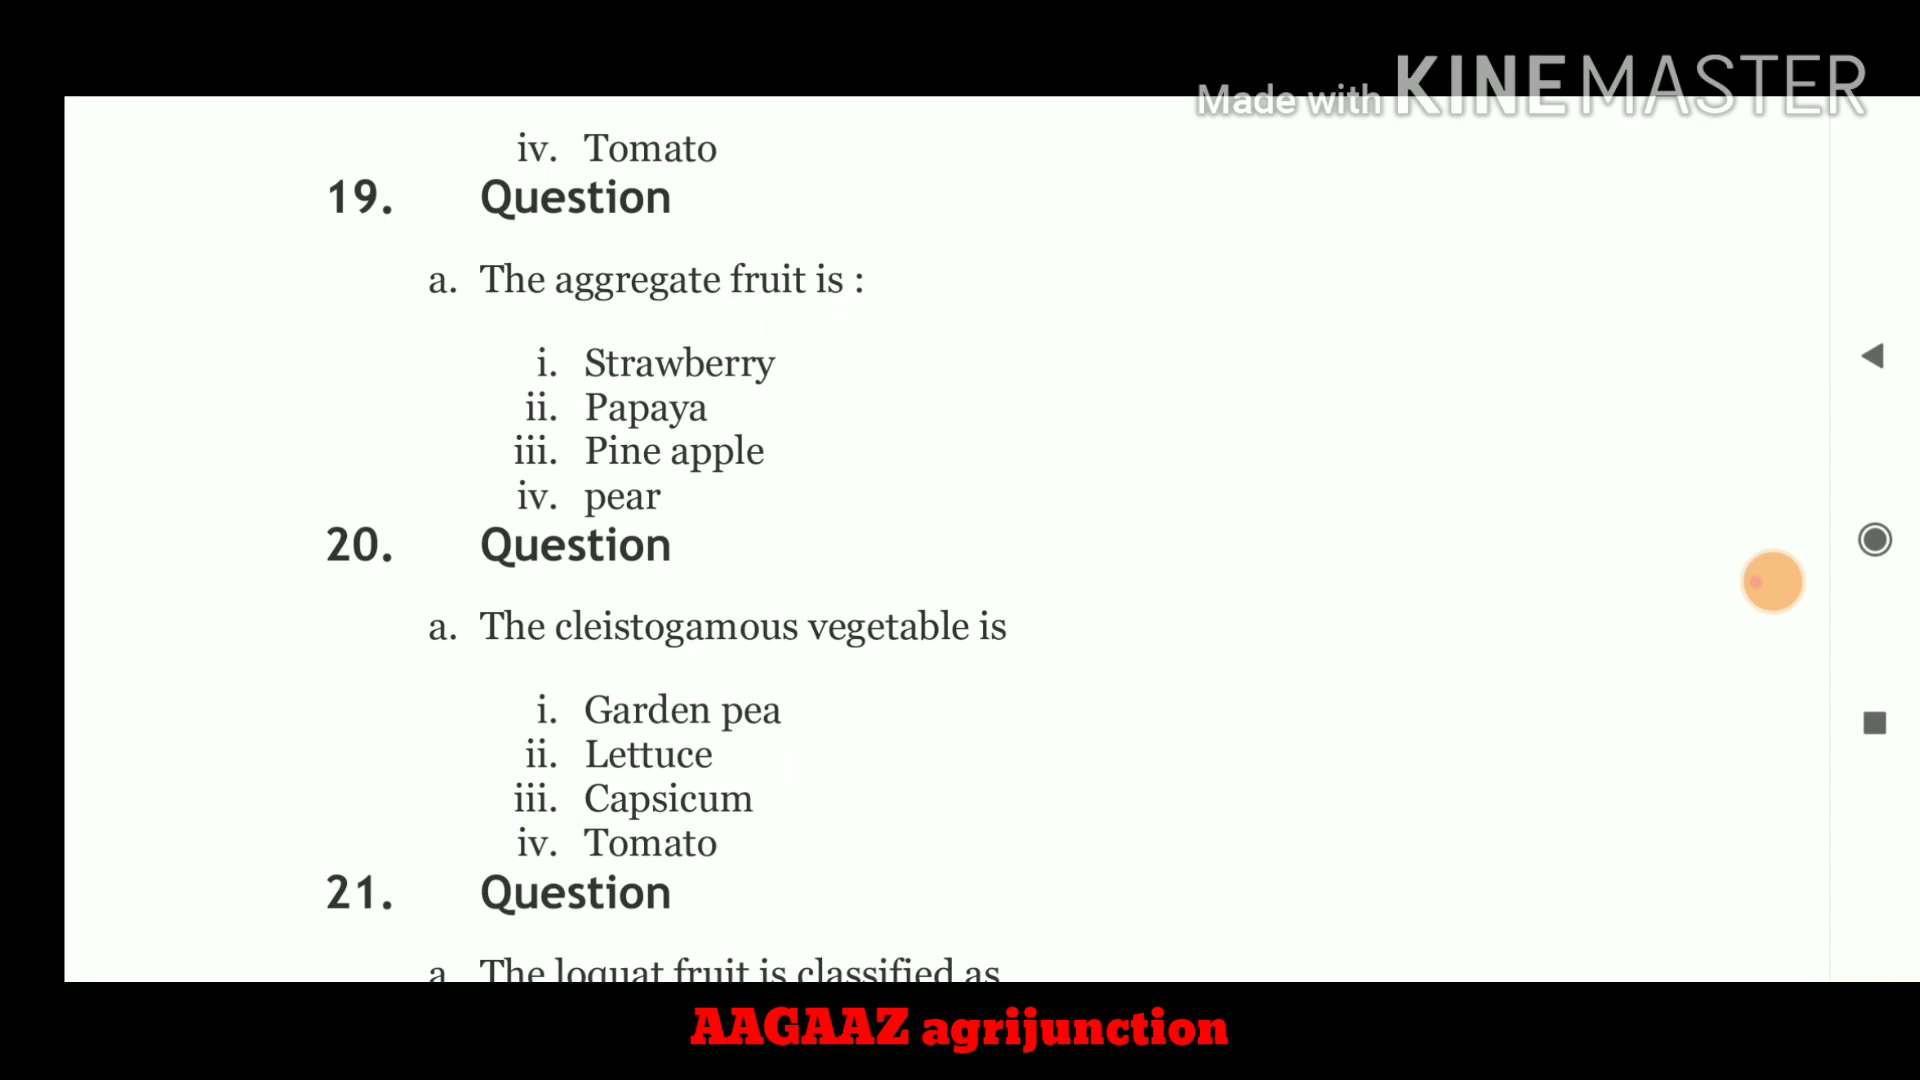 Made with KINEMASTER
iv. Tomato
19. Question
a. The aggregate fruit is :
i. Strawberry
ii. Papaya
iii. Pine apple
iv. pear
20. Question
a. The cleistogamous vegetable is
i. Garden pea
ii. Lettuce
iii. Capsicum
iv. Tomato
21. Question
a The loquat fruit is classified as
AAGAAZ agrijunction